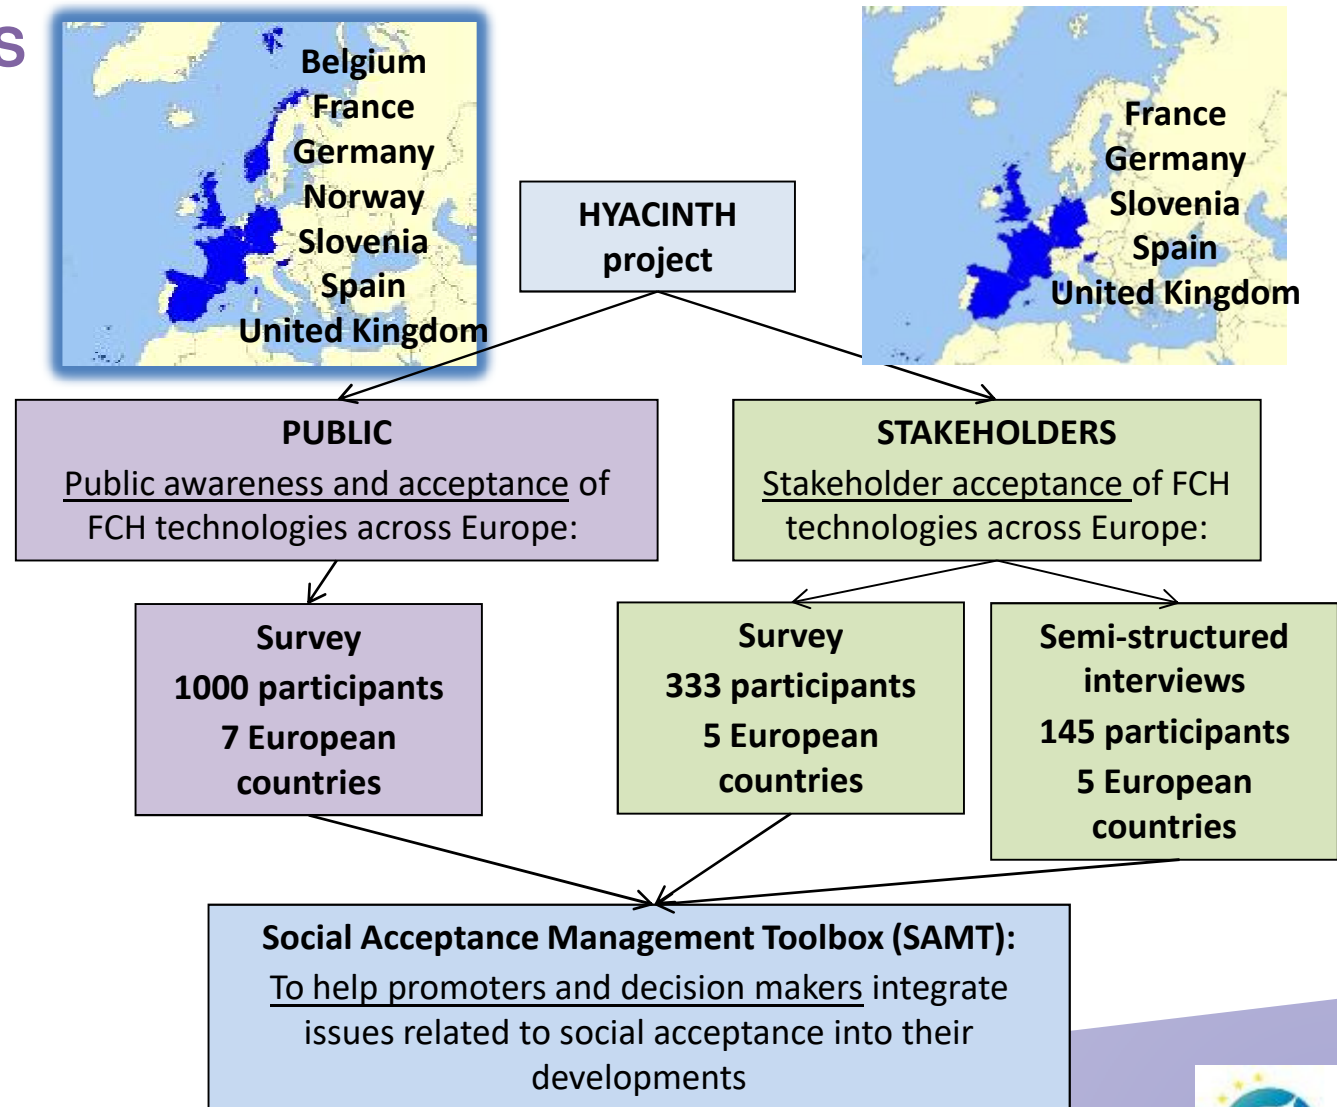 S
Belgium
France
Germany
Norway
Slovenia
Spain
United Kingdom
HYACINTH
project
France
Germany
Slovenia
Spain
United Kingdom
PUBLIC
Public awareness and acceptance of
FCH technologies across Europe:
STAKEHOLDERS
Stakeholder acceptance of FCH
technologies across Europe:
Survey
1000 participants
7 European
countries
Survey
333 participants
5 European
countries
Semi-structured
interviews
145 participants
5 European
countries
Social Acceptance Management Toolbox (SAMT):
To help promoters and decision makers integrate
issues related to social acceptance into their
developments